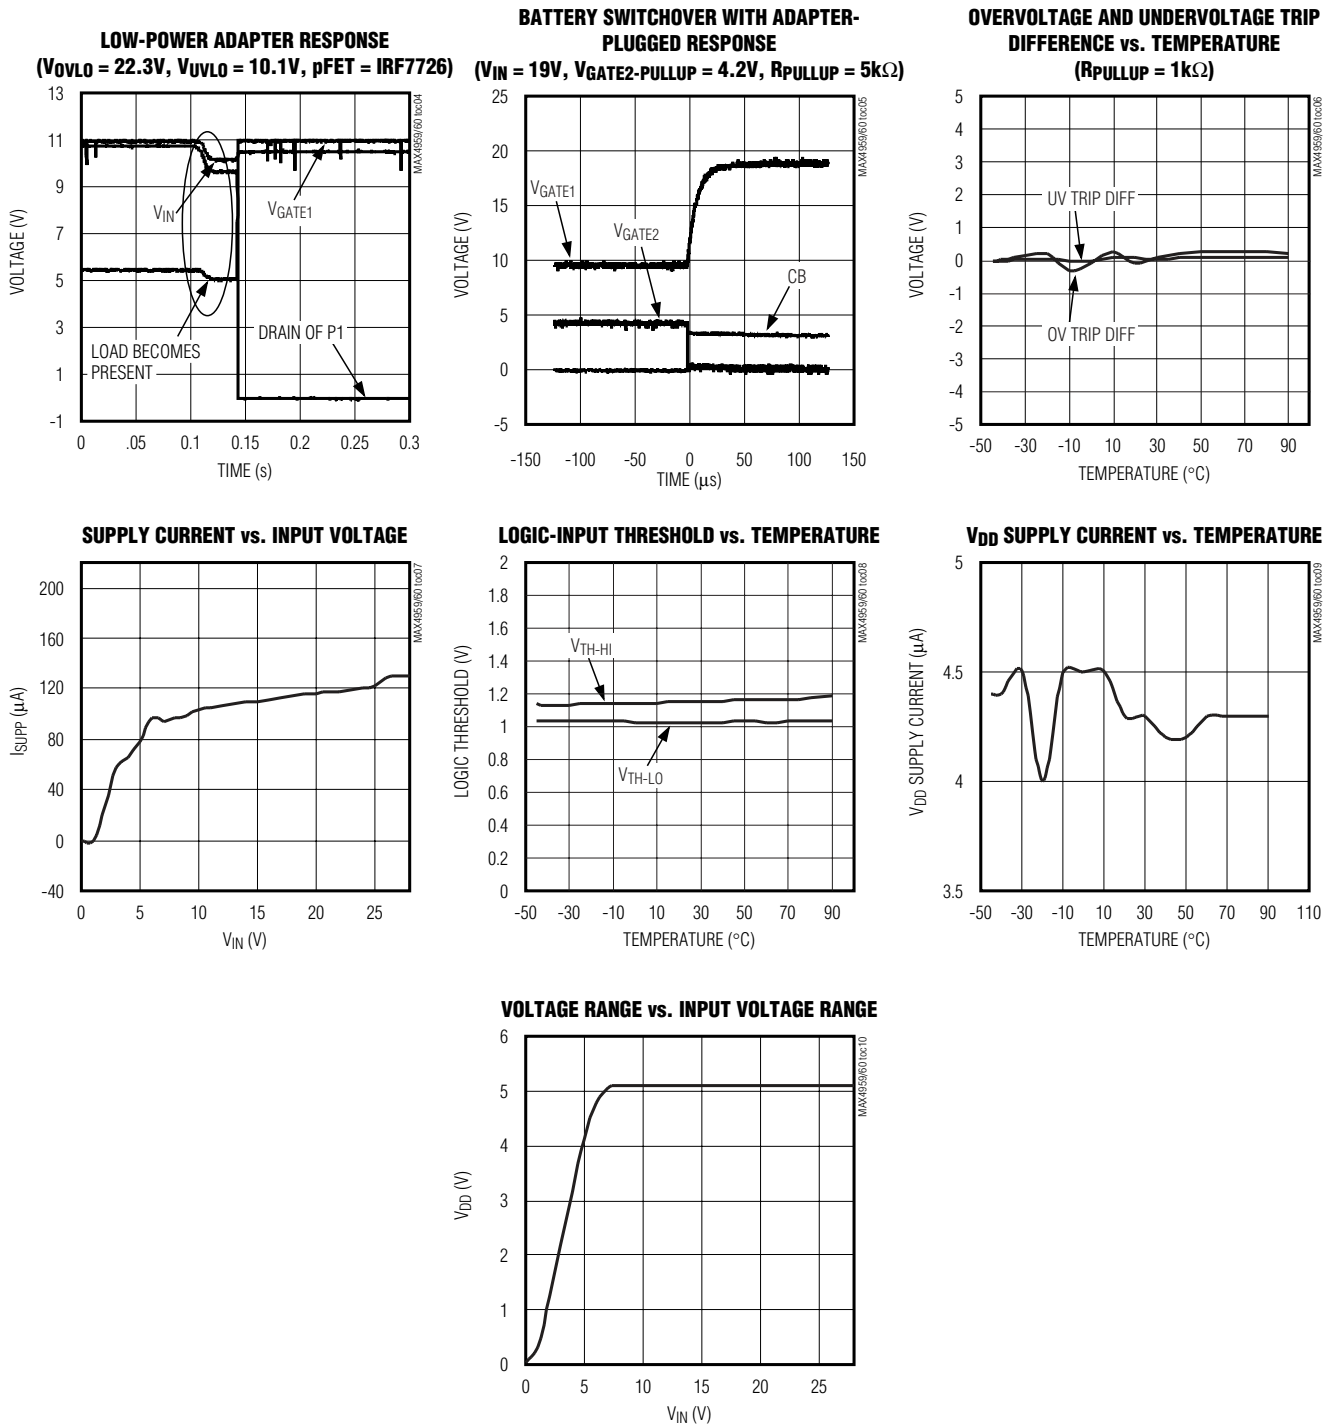 LOW-POWER ADAPTER RESPONSE
(VOVLO = 22.3V, VUVLO = 10.1V, pFET = IRF7726)
13
11
9
7
5
3
1
-1
VOLTAGE (V)
VIN
VGATE1
LOAD BECOMES
PRESENT
DRAIN OF P1
MAX4959/60 toc04
0 .05 0.1 0.15 0.2 0.25 0.3
TIME (s)
BATTERY SWITCHOVER WITH ADAPTER-
PLUGGED RESPONSE
(VIN = 19V, VGATE2-PULLUP = 4.2V, RPULLUP = 5kΩ)
25
20
15
10
5
0
-5
VOLTAGE (V)
VGATE1
VGATE2
CB
MAX4959/60 toc05
-150 -100 -50 0 50 100 150
TIME (µs)
OVERVOLTAGE AND UNDERVOLTAGE TRIP
DIFFERENCE vs. TEMPERATURE
(RPULLUP = 1kΩ)
5
4
3
2
1
0
-1
-2
-3
-4
-5
VOLTAGE (V)
UV TRIP DIFF
OV TRIP DIFF
MAX4959/60 toc06
-50 -30 -10 10 30 50 70 90
TEMPERATURE (°C)
SUPPLY CURRENT vs. INPUT VOLTAGE
200
160
120
80
40
0
-40
ISUPP (µA)
MAX4959/60 toc07
0 5 10 15 20 25
VIN (V)
LOGIC-INPUT THRESHOLD vs. TEMPERATURE
2
1.8
1.6
1.4
1.2
1
0.8
0.6
0.4
0.2
0
LOGIC THRESHOLD (V)
VTH-HI
VTH-LO
MAX4959/60 toc08
-50 -30 -10 10 30 50 70 90
TEMPERATURE (°C)
VDD SUPPLY CURRENT vs. TEMPERATURE
5
4.5
4
3.5
VDD SUPPLY CURRENT (µA)
MAX4959/60 toc09
-50 -30 -10 10 30 50 70 90 110
TEMPERATURE (°C)
VOLTAGE RANGE vs. INPUT VOLTAGE RANGE
6
5
4
3
2
1
0
VDD (V)
MAX4959/60 toc10
0 5 10 15 20 25
VIN (V)